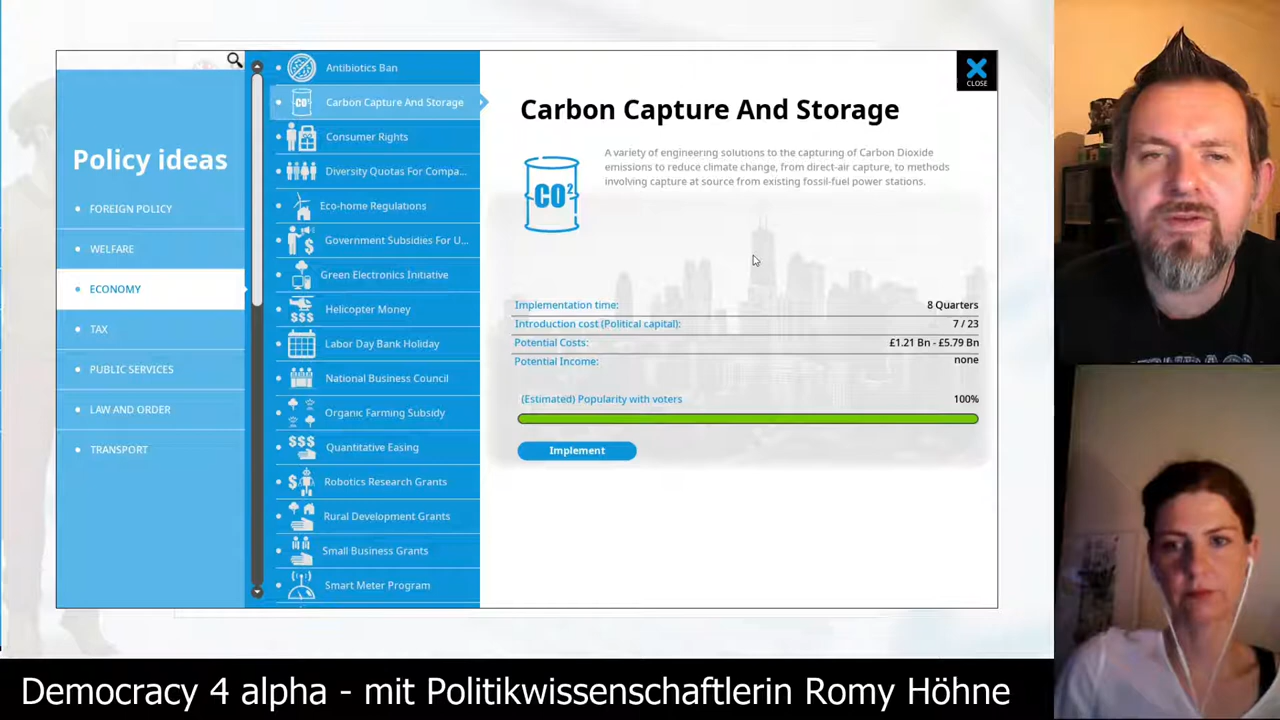 CLOSE
Policy ideas
FOREIGN POLICY
WELFARE
ECONOMY
TAX
PUBLIC SERVICES
LAW AND ORDER
TRANSPORT
Antibiotics Ban
CO² Carbon Capture And Storage
Consumer Rights
Diversity Quotas For Compa...
Eco-home Regulations
Government Subsidies For U...
Green Electronics Initiative
Helicopter Money
Labor Day Bank Holiday
National Business Council
Organic Farming Subsidy
Quantitative Easing
Robotics Research Grants
Rural Development Grants
Small Business Grants
Smart Meter Program
Carbon Capture And Storage
CO²
A variety of engineering solutions to the capturing of Carbon Dioxide
emissions to reduce climate change, from direct-air capture, to methods
involving capture at source from existing fossil-fuel power stations.
Implementation time: 8 Quarters
Introduction cost (Political capital): 7 / 23
Potential Costs: £1.21 Bn - £5.79 Bn
Potential Income: none
(Estimated) Popularity with voters 100%
Implement
Democracy 4 alpha - mit Politikwissenschaftlerin Romy Höhne